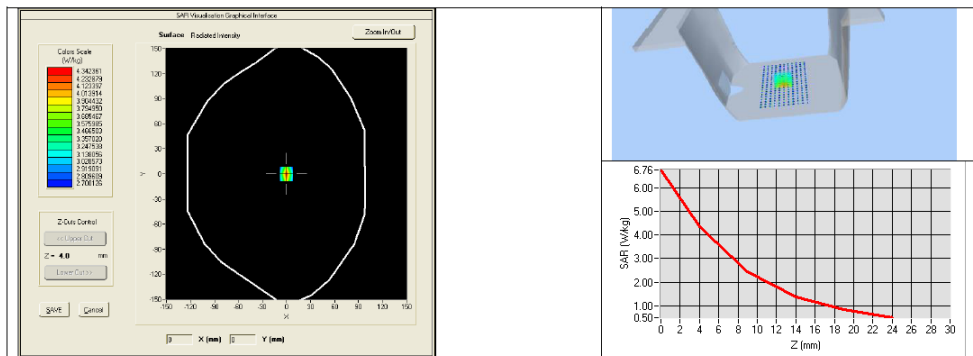 SAR Visualisation Graphical Interface
Surface Radiated Intensity
Zoom In/Out
Colors Scale
(W/kg)
4.342361
4.232879
4.123397
4.013914
3.904432
3.794950
3.685467
3.575985
3.466503
3.357020
3.247538
3.138056
3.028573
2.919091
2.809609
2.700126
Z-Cuts Control
<< Upper Cut
Z = 4.0 mm
Lower Cut >>
SAVE
Cancel
150
120
90
60
30
0
-30
-60
-90
-120
-150
Y
-150 -120 -90 -60 -30 0 30 60 90 120 150
X
0 X (mm) 0 Y (mm)
6.76
6.00
5.00
4.00
3.00
2.00
1.00
0.50
SAR (W/kg)
0 2 4 6 8 10 12 14 16 18 20 22 24 26 28 30
Z (mm)